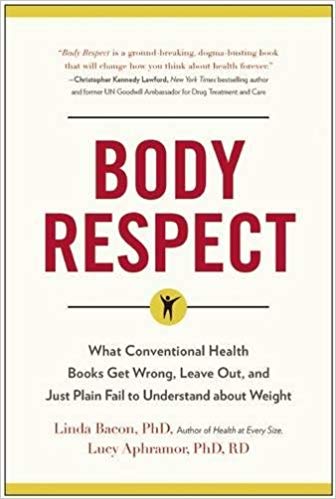 "Body Respect is a ground-breaking, dogma-busting book
that will change how you think about health forever."
—Christopher Kennedy Lawford, New York Times bestselling author
and former UN Goodwill Ambassador for Drug Treatment and Care
BODY
RESPECT
What Conventional Health
Books Get Wrong, Leave Out, and
Just Plain Fail to Understand about Weight
Linda Bacon, PhD, Author of Health at Every Size,
Lucy Aphramor, PhD, RD